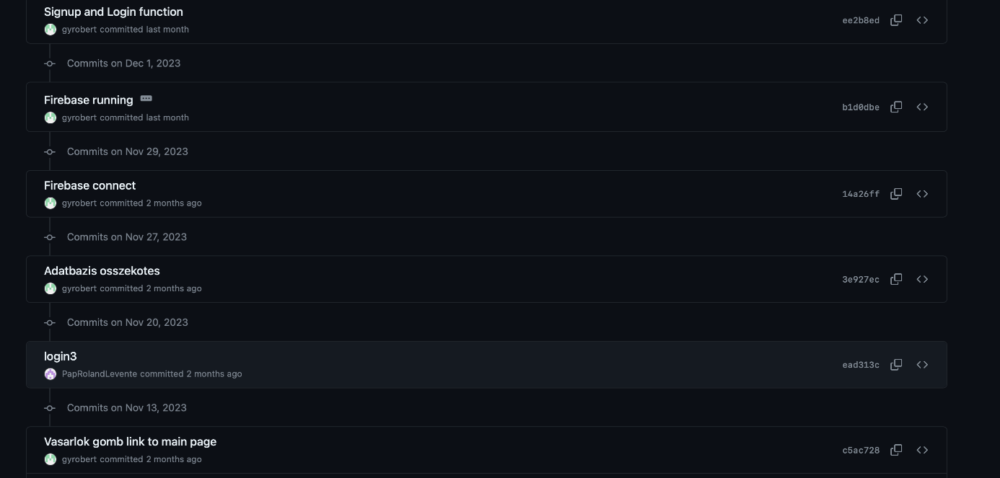 Signup and Login function
gyrobert committed last month
ee2b8ed
Commits on Dec 1, 2023
Firebase running
gyrobert committed last month
b1d0dbe
Commits on Nov 29, 2023
Firebase connect
gyrobert committed 2 months ago
14a26ff
Commits on Nov 27, 2023
Adatbazis osszekotes
gyrobert committed 2 months ago
3e927ec
Commits on Nov 20, 2023
login3
PapRolandLevente committed 2 months ago
ead313c
Commits on Nov 13, 2023
Vasarlok gomb link to main page
gyrobert committed 2 months ago
c5ac728